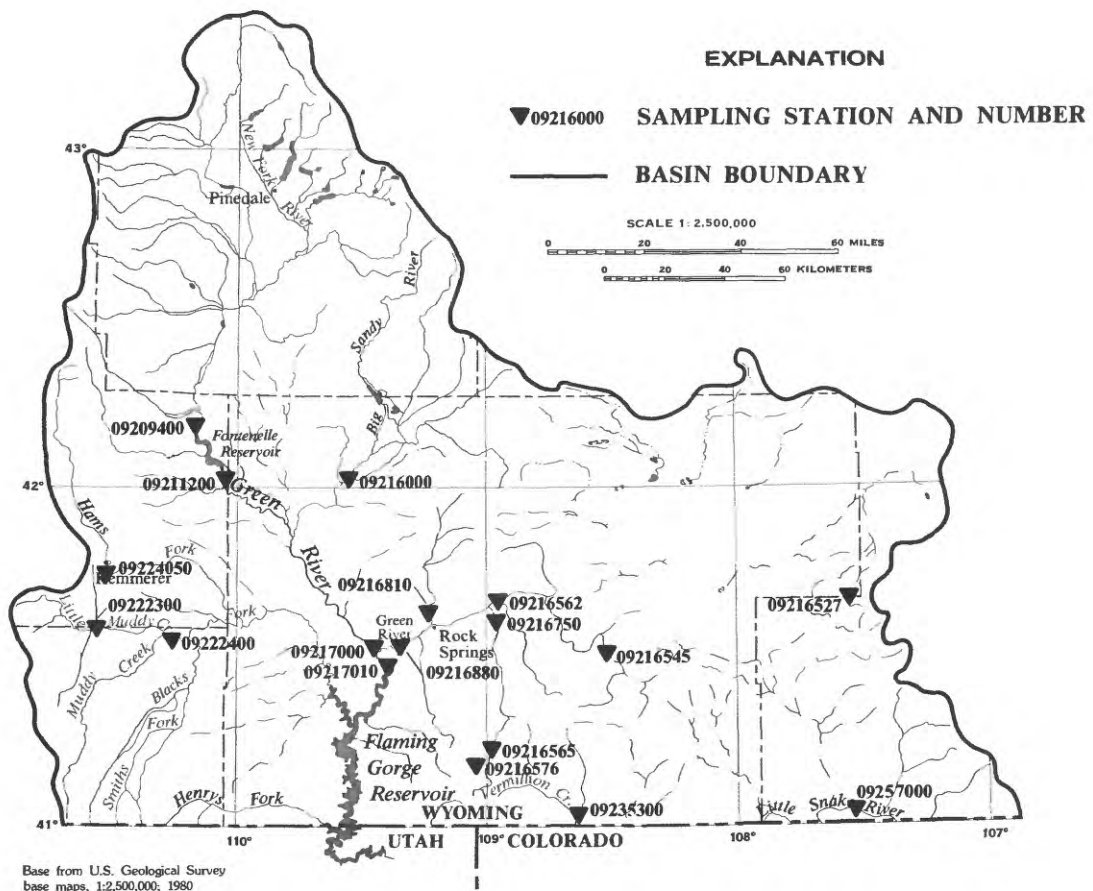 EXPLANATION
▼09216000 SAMPLING STATION AND NUMBER
BASIN BOUNDARY
SCALE 1:2,500,000
0 20 40 60 MILES
0 20 40 60 KILOMETERS
43°
New Fork River
Pinedale
Big Sandy River
09209400
Fontenelle
Reservoir
09211200
Green River
09216000
42°
Hams Fork
09224050
Kemmerer
09222300
Little Muddy Creek
09222400
Muddy
Blacks Fork
Smiths Fork
Henrys Fork
09216810
09216562
09216750
Green
River
Rock
Springs
09217000
09217010
09216880
09216545
09216527
Flaming
Gorge
Reservoir
09216565
09216576
Vermillion Cr.
09235300
09257000
Little Snake River
WYOMING
UTAH COLORADO
41°
110° 109° 108° 107°
Base from U.S. Geological Survey
base maps, 1:2,500,000; 1980